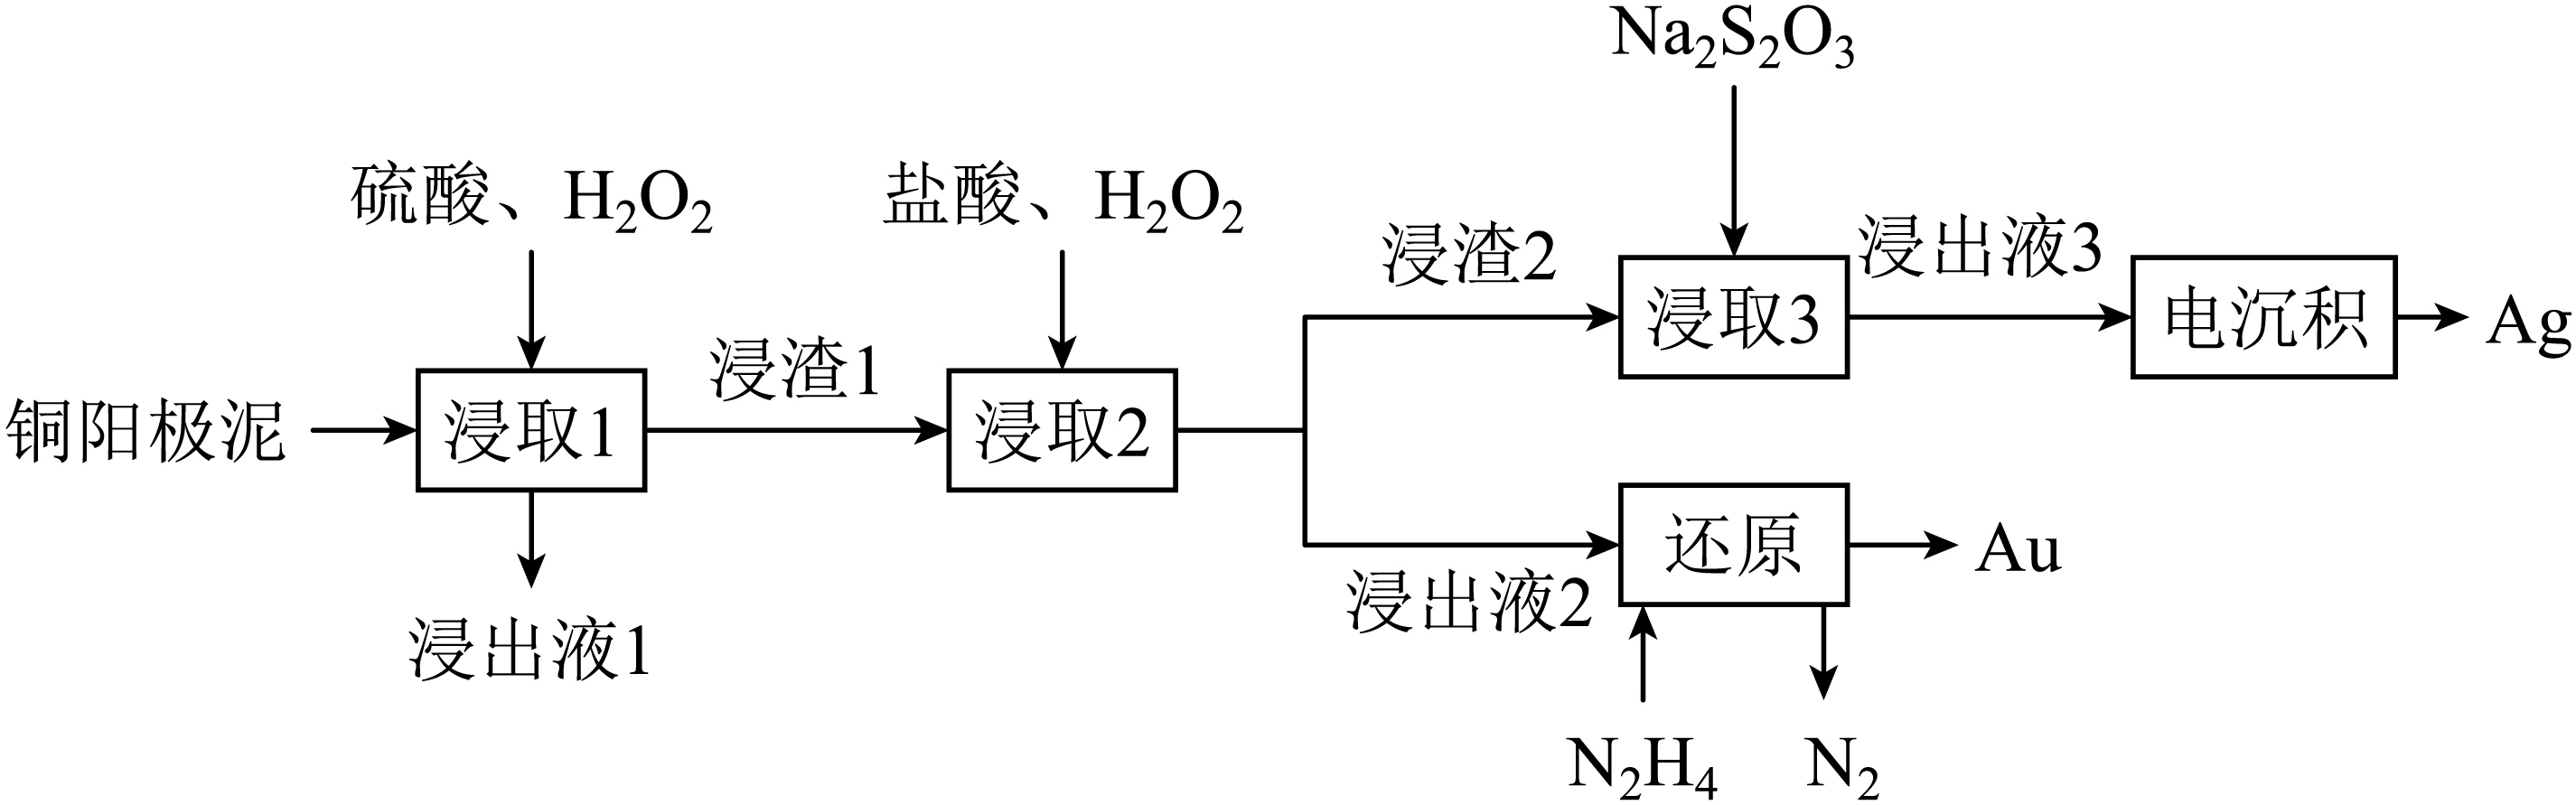 Na₂S₂O₃
硫酸、H₂O₂
盐酸、H₂O₂
浸渣2
浸取3
浸出液3
电沉积
Ag
铜阳极泥
浸取1
浸渣1
浸取2
浸出液2
还原
Au
浸出液1
N₂H₄
N₂